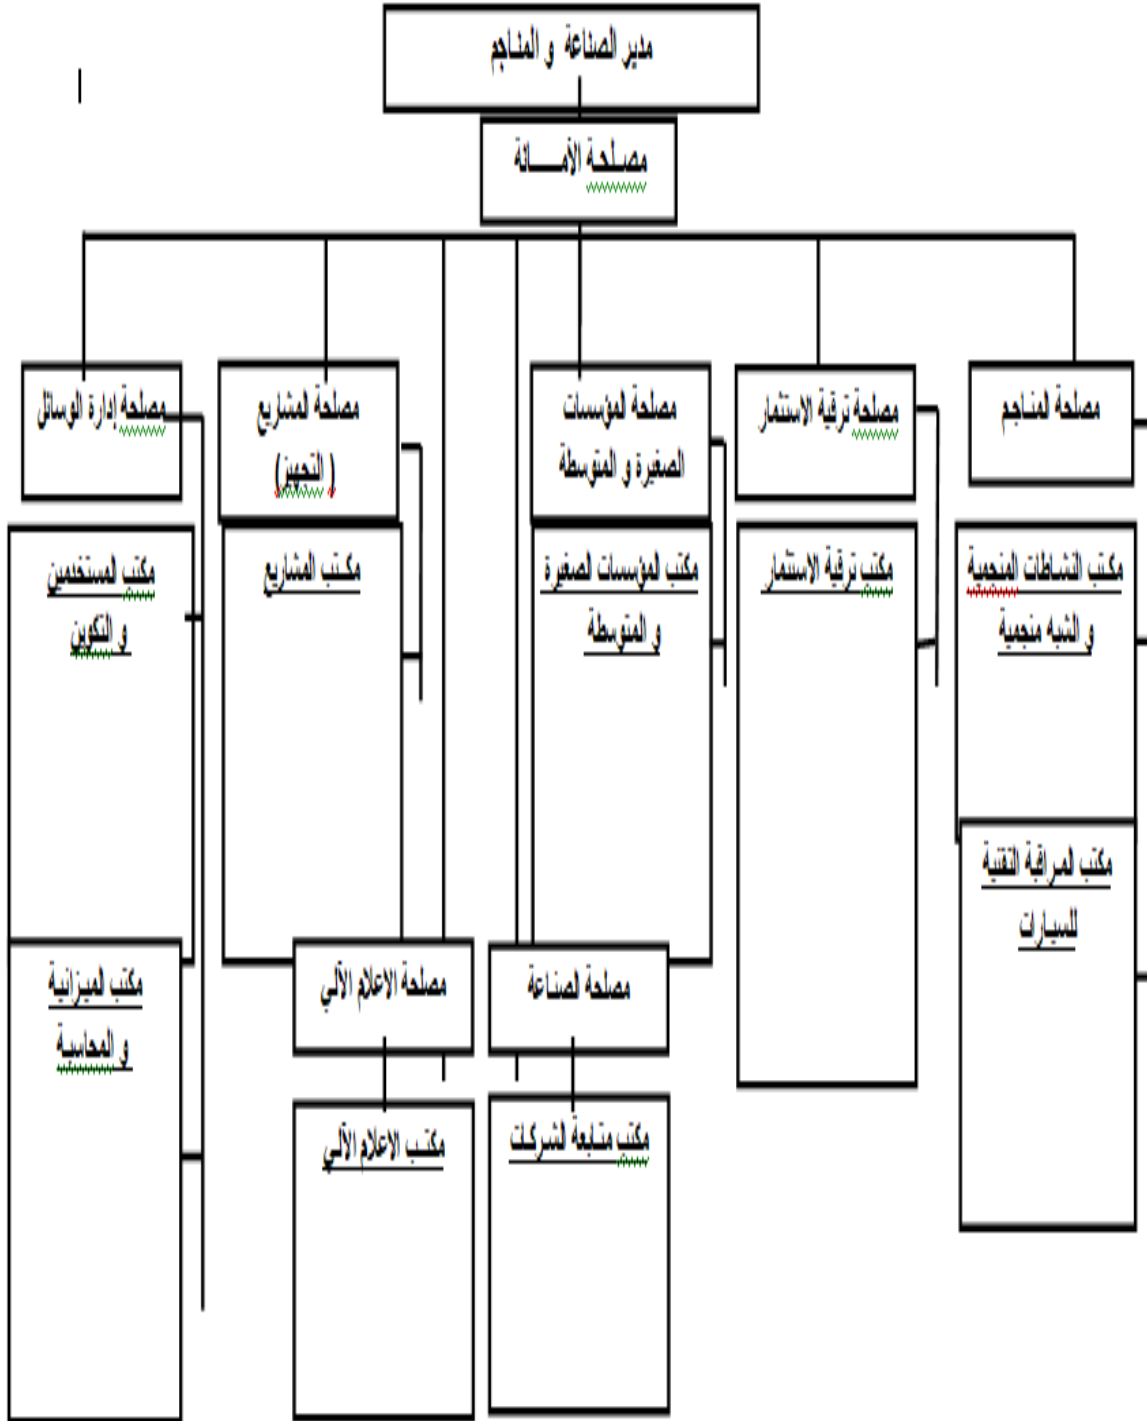 مدير الصناعة و المناجم
مصلحة الأمـــــانة
مصلحة المناجم
مصلحة ترقية الاستثمار
مصلحة المؤسسات
الصغيرة و المتوسطة
مصلحة المشاريع
( التجهيز)
مصلحة إدارة الوسائل
مكتب النشاطات المنجمية
و الشبه منجمية
مكتب ترقية الاستثمار
مكتب المؤسسات الصغيرة
و المتوسطة
مكتب المشاريع
مكتب المستخدمين
و التكوين
مكتب المراقبة التقنية
للسيارات
مصلحة الصناعة
مصلحة الاعلام الآلي
مكتب الميزانية
و المحاسبة
مكتب متابعة الشركات
مكتب الاعلام الآلي